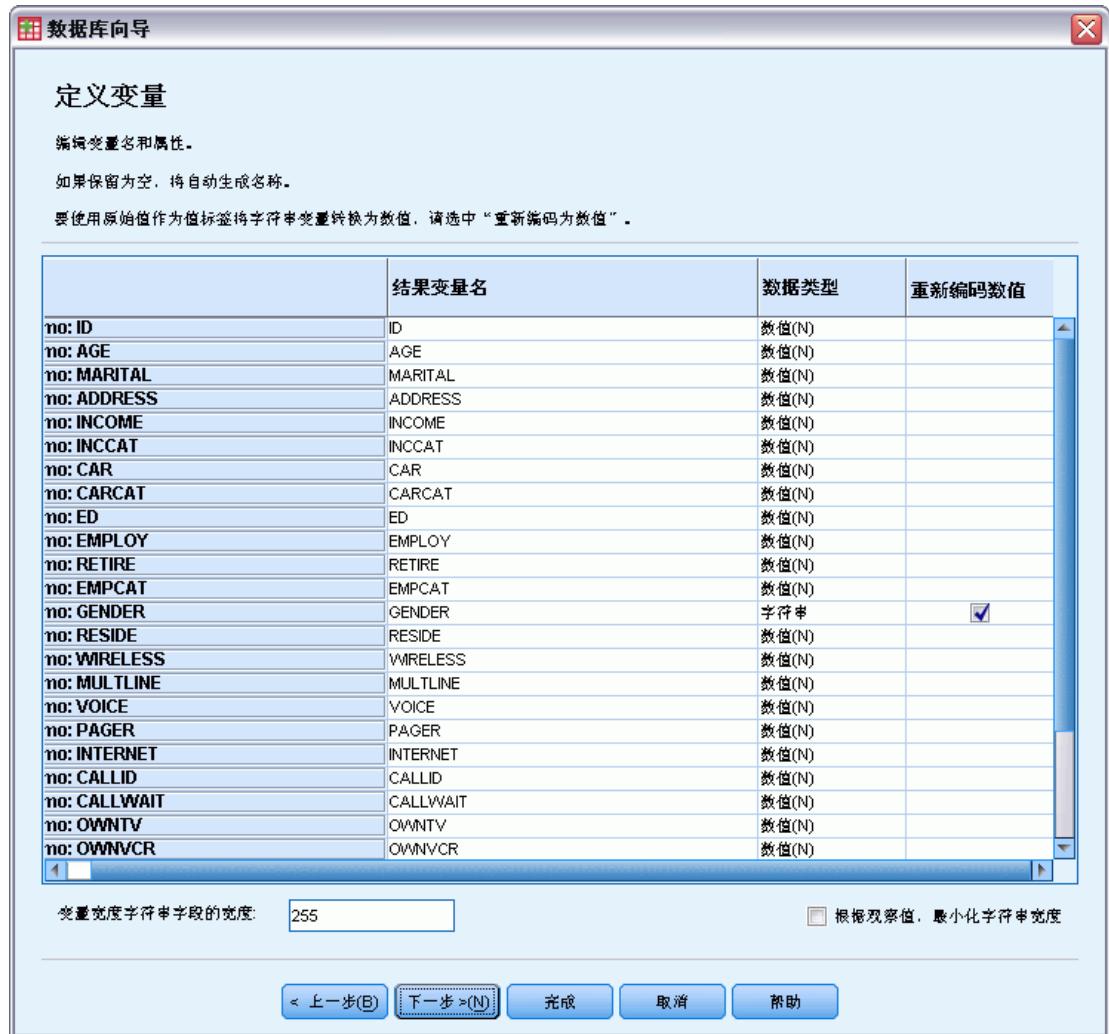 数据库向导
定义变量
编辑变量名和属性。
如果保留为空，将自动生成名称。
要使用原始值作为值标签将字符串变量转换为数值，请选中“重新编码为数值”。
结果变量名 数据类型 重新编码数值
mo: ID ID 数值(N)
mo: AGE AGE 数值(N)
mo: MARITAL MARITAL 数值(N)
mo: ADDRESS ADDRESS 数值(N)
mo: INCOME INCOME 数值(N)
mo: INCCAT INCCAT 数值(N)
mo: CAR CAR 数值(N)
mo: CARCAT CARCAT 数值(N)
mo: ED ED 数值(N)
mo: EMPLOY EMPLOY 数值(N)
mo: RETIRE RETIRE 数值(N)
mo: EMPCAT EMPCAT 数值(N)
mo: GENDER GENDER 字符串
mo: RESIDE RESIDE 数值(N)
mo: WIRELESS WIRELESS 数值(N)
mo: MULTLINE MULTLINE 数值(N)
mo: VOICE VOICE 数值(N)
mo: PAGER PAGER 数值(N)
mo: INTERNET INTERNET 数值(N)
mo: CALLID CALLID 数值(N)
mo: CALLWAIT CALLWAIT 数值(N)
mo: OWNTV OWNTV 数值(N)
mo: OWNVCR OWNVCR 数值(N)
变量宽度字符串字段的宽度: 255 根据观察值，最小化字符串宽度
< 上一步(B) 下一步 >(N) 完成 取消 帮助